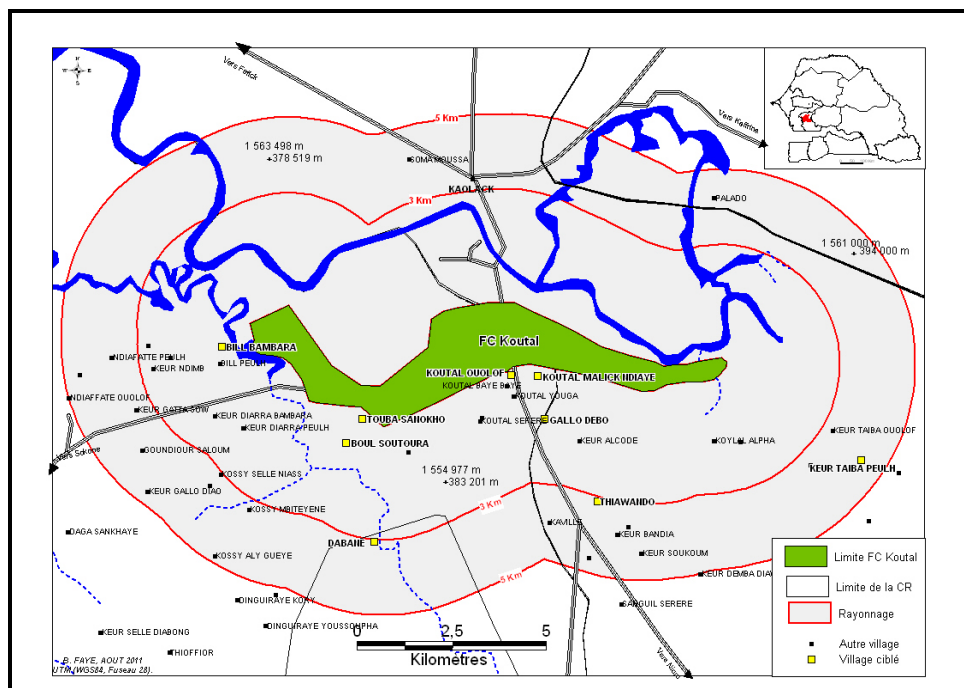 Vers Fatick
5 Km
1 563 498 m
+378 519 m
SOMA MOUSSA
Vers Kaffrine
KAOLACK
3 Km
PALADO
1 561 000 m
+ 394 000 m
FC Koutal
BILL BAMBARA
NDIAFATTE PEULH
KEUR NDIMB
BILL PEULH
KOUTAL OUOLOF
KOUTAL MALICK NDIAYE
KOUTAL BAYE BAYE
KOUTAL YOUGA
NDIAFFATE OUOLOF
KEUR GATTA SOW
KEUR DIARRA BAMBARA
KEUR DIARRA PEULH
TOUBA SANOKHO
KOUTAL SERERE
GALLO DEBO
BOUL SOUTOURA
KEUR ALCODE
KOYLAL ALPHA
KEUR TAIBA OUOLOF
GOUNDIOUR SALOUM
Vers Sokone
KEUR TAIBA PEULH
KOSSY SELLE NIASS
1 554 977 m
+383 201 m
KEUR GALLO DIAO
KOSSY MBITEYENE
3 Km
THIAWANDO
DAGA SANKHAYE
KAMLLE
KEUR BANDIA
DABANE
KOSSY ALY GUEYE
KEUR SOUKOUM
5 Km
KEUR DEMBA DIA
DINGUIRAYE KORY
SANGUIL SERERE
DINGUIRAYE YOUSSOUPHA
KEUR SELLE DIABONG
THIOFFIOR
Vers Nioro
0 2,5 5
Kilométres
B. FAYE, AOUT 2011
UTM (WGS84, Fuseau 28).
Limite FC Koutal
Limite de la CR
Rayonnage
Autre village
Village ciblé